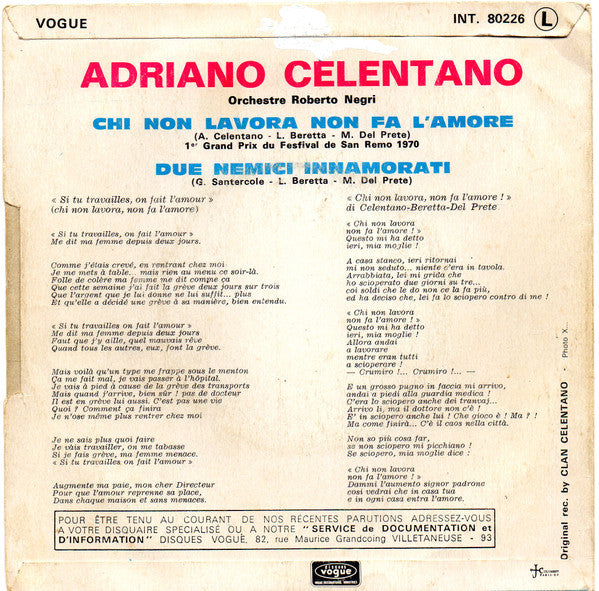 VOGUE
INT. 80226 L
ADRIANO CELENTANO
Orchestre Roberto Negri
CHI NON LAVORA NON FA L'AMORE
(A. Celentano - L. Beretta - M. Del Prete)
1er Grand Prix du Fesfival de San Remo 1970
DUE NEMICI INNAMORATI
(G. Santercole - L. Beretta - M. Del Prete)
« Si tu travailles, on fait l'amour »
(chi non lavora, non fa l'amore)
« Si tu travailles, on fait l'amour »
Me dit ma femme depuis deux jours.
Comme j'étais crevé, en rentrant chez moi
Je me mets à table... mais rien au menu ce soir-là.
Folle de colère ma femme me dit compge ça
Que cette semaine j'ai fait la grève deux jours sur trois
Que l'argent que je lui donne ne lui suffit... plus
Et qu'elle a décidé une grève à sa manière, bien entendu.
« Si tu travailles on fait l'amour »
Me dit ma femme depuis deux jours
Faut que j'y aille, quel mauvais rêve
Quand tous les autres, eux, font la grève.
Mais voilà qu'un type me frappe sous le menton
Ça me fait mal, je vais passer à l'hôpital.
Je vais à pied à cause de la grève des transports
Mais quand j'arrive, bien sûr ! pas de docteur
Il est en grève lui aussi. C'est pas une vie
Quoi ? Comment ça finira
Je n'ose même plus rentrer chez moi
Je ne sais plus quoi faire
Je vais travailler, on me tabasse
Si je fais grève, ma femme menace.
« Si tu travailles on fait l'amour »
Augmente ma paie, mon cher Directeur
Pour que l'amour reprenne sa place,
Dans chaque maison et sans menaces.
« Chi non lavora, non fa l'amore ! »
di Celentano-Beretta-Del Prete
« Chi non lavora
non fa l'amore ! »
Questo mi ha detto
ieri, mia moglie !
A casa stanco, ieri ritornai
mi non seduto... niente c'era in tavola.
Arrabbiata, lei mi grida che
ho scioperato due giorni su tre...
coi soldi che le do non ce la fa più,
ed ha deciso che, lei fa lo sciopero contro di me !
« Chi non lavora
non fa l'amore ! »
Questo mi ha detto
ieri, mia moglie !
Allora andai
a lavorare
mentre eran tutti
a scioperare !
— Crumiro !... Crumiro !... —
E un grosso pugno in faccia mi arrivo,
andai a piedi alla guardia medica !
C'era lo sciopero anche dei tranvaj...
Arrivo li, ma il dottore non c'è !
E' in sciopero anche lui ! Che gioco è ! Ma ? !
Ma come finirà... C'è il caos nella città.
Non so più cosa far,
se non sciopero mi picchiano !
Se sciopero, mia moglie dice :
« Chi non lavora
non fa l'amore ! »
Dammi l'aumento signor padrone
cosi vedrai che in casa tua
e in ogni casa entra l'amore.
Original rec. by CLAN CELENTANO - Photo X...
POUR ÊTRE TENU AU COURANT DE NOS RECENTES PARUTIONS ADRESSEZ-VOUS
A VOTRE DISQUAIRE SPECIALISÉ OU A NOTRE "SERVICE de DOCUMENTATION et
D'INFORMATION" DISQUES VOGUE, 82, rue Maurice Grandcoing VILLETANEUSE - 93
disques
vogue